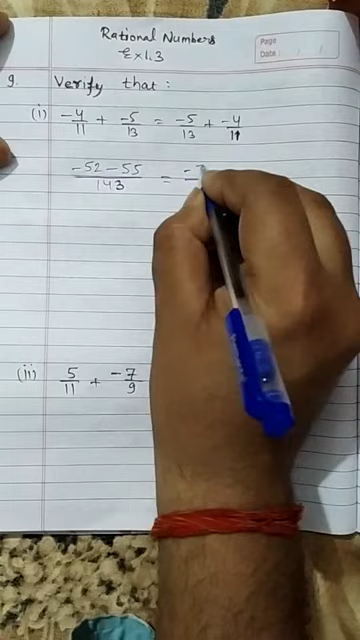 Rational Numbers
Ex 1.3
Page
Date: / /
9. Verify that :
(i) -4/11 + -5/13 = -5/13 + -4/11
-52 - 55/143 = -
(ii) 5/11 + -7/9